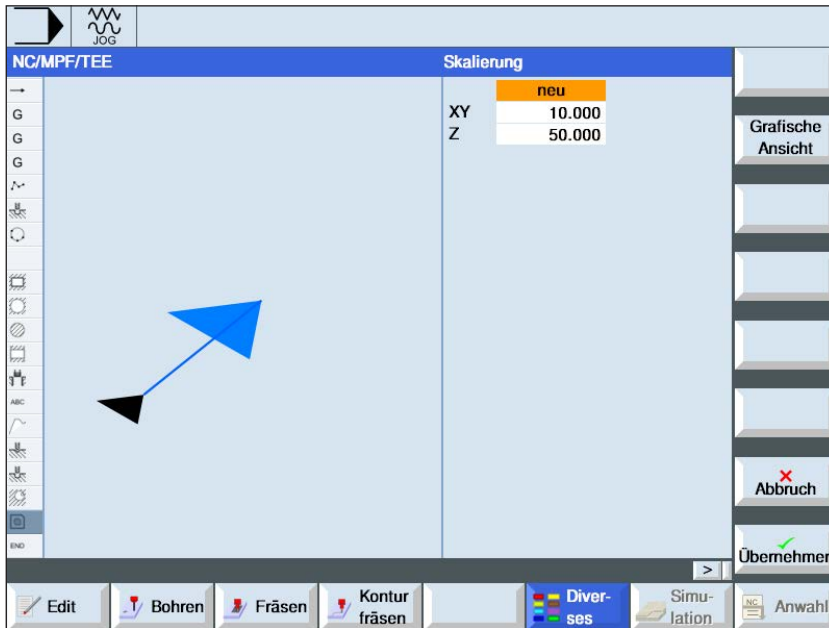 JOG
NC/MPF/TEE
Skalierung
neu
XY 10.000
Z 50.000
G
G
G
ABC
END
Grafische
Ansicht
Abbruch
Übernehmen
>
Edit
Bohren
Fräsen
Kontur
fräsen
Diver-
ses
Simu-
lation
NC
Anwahl